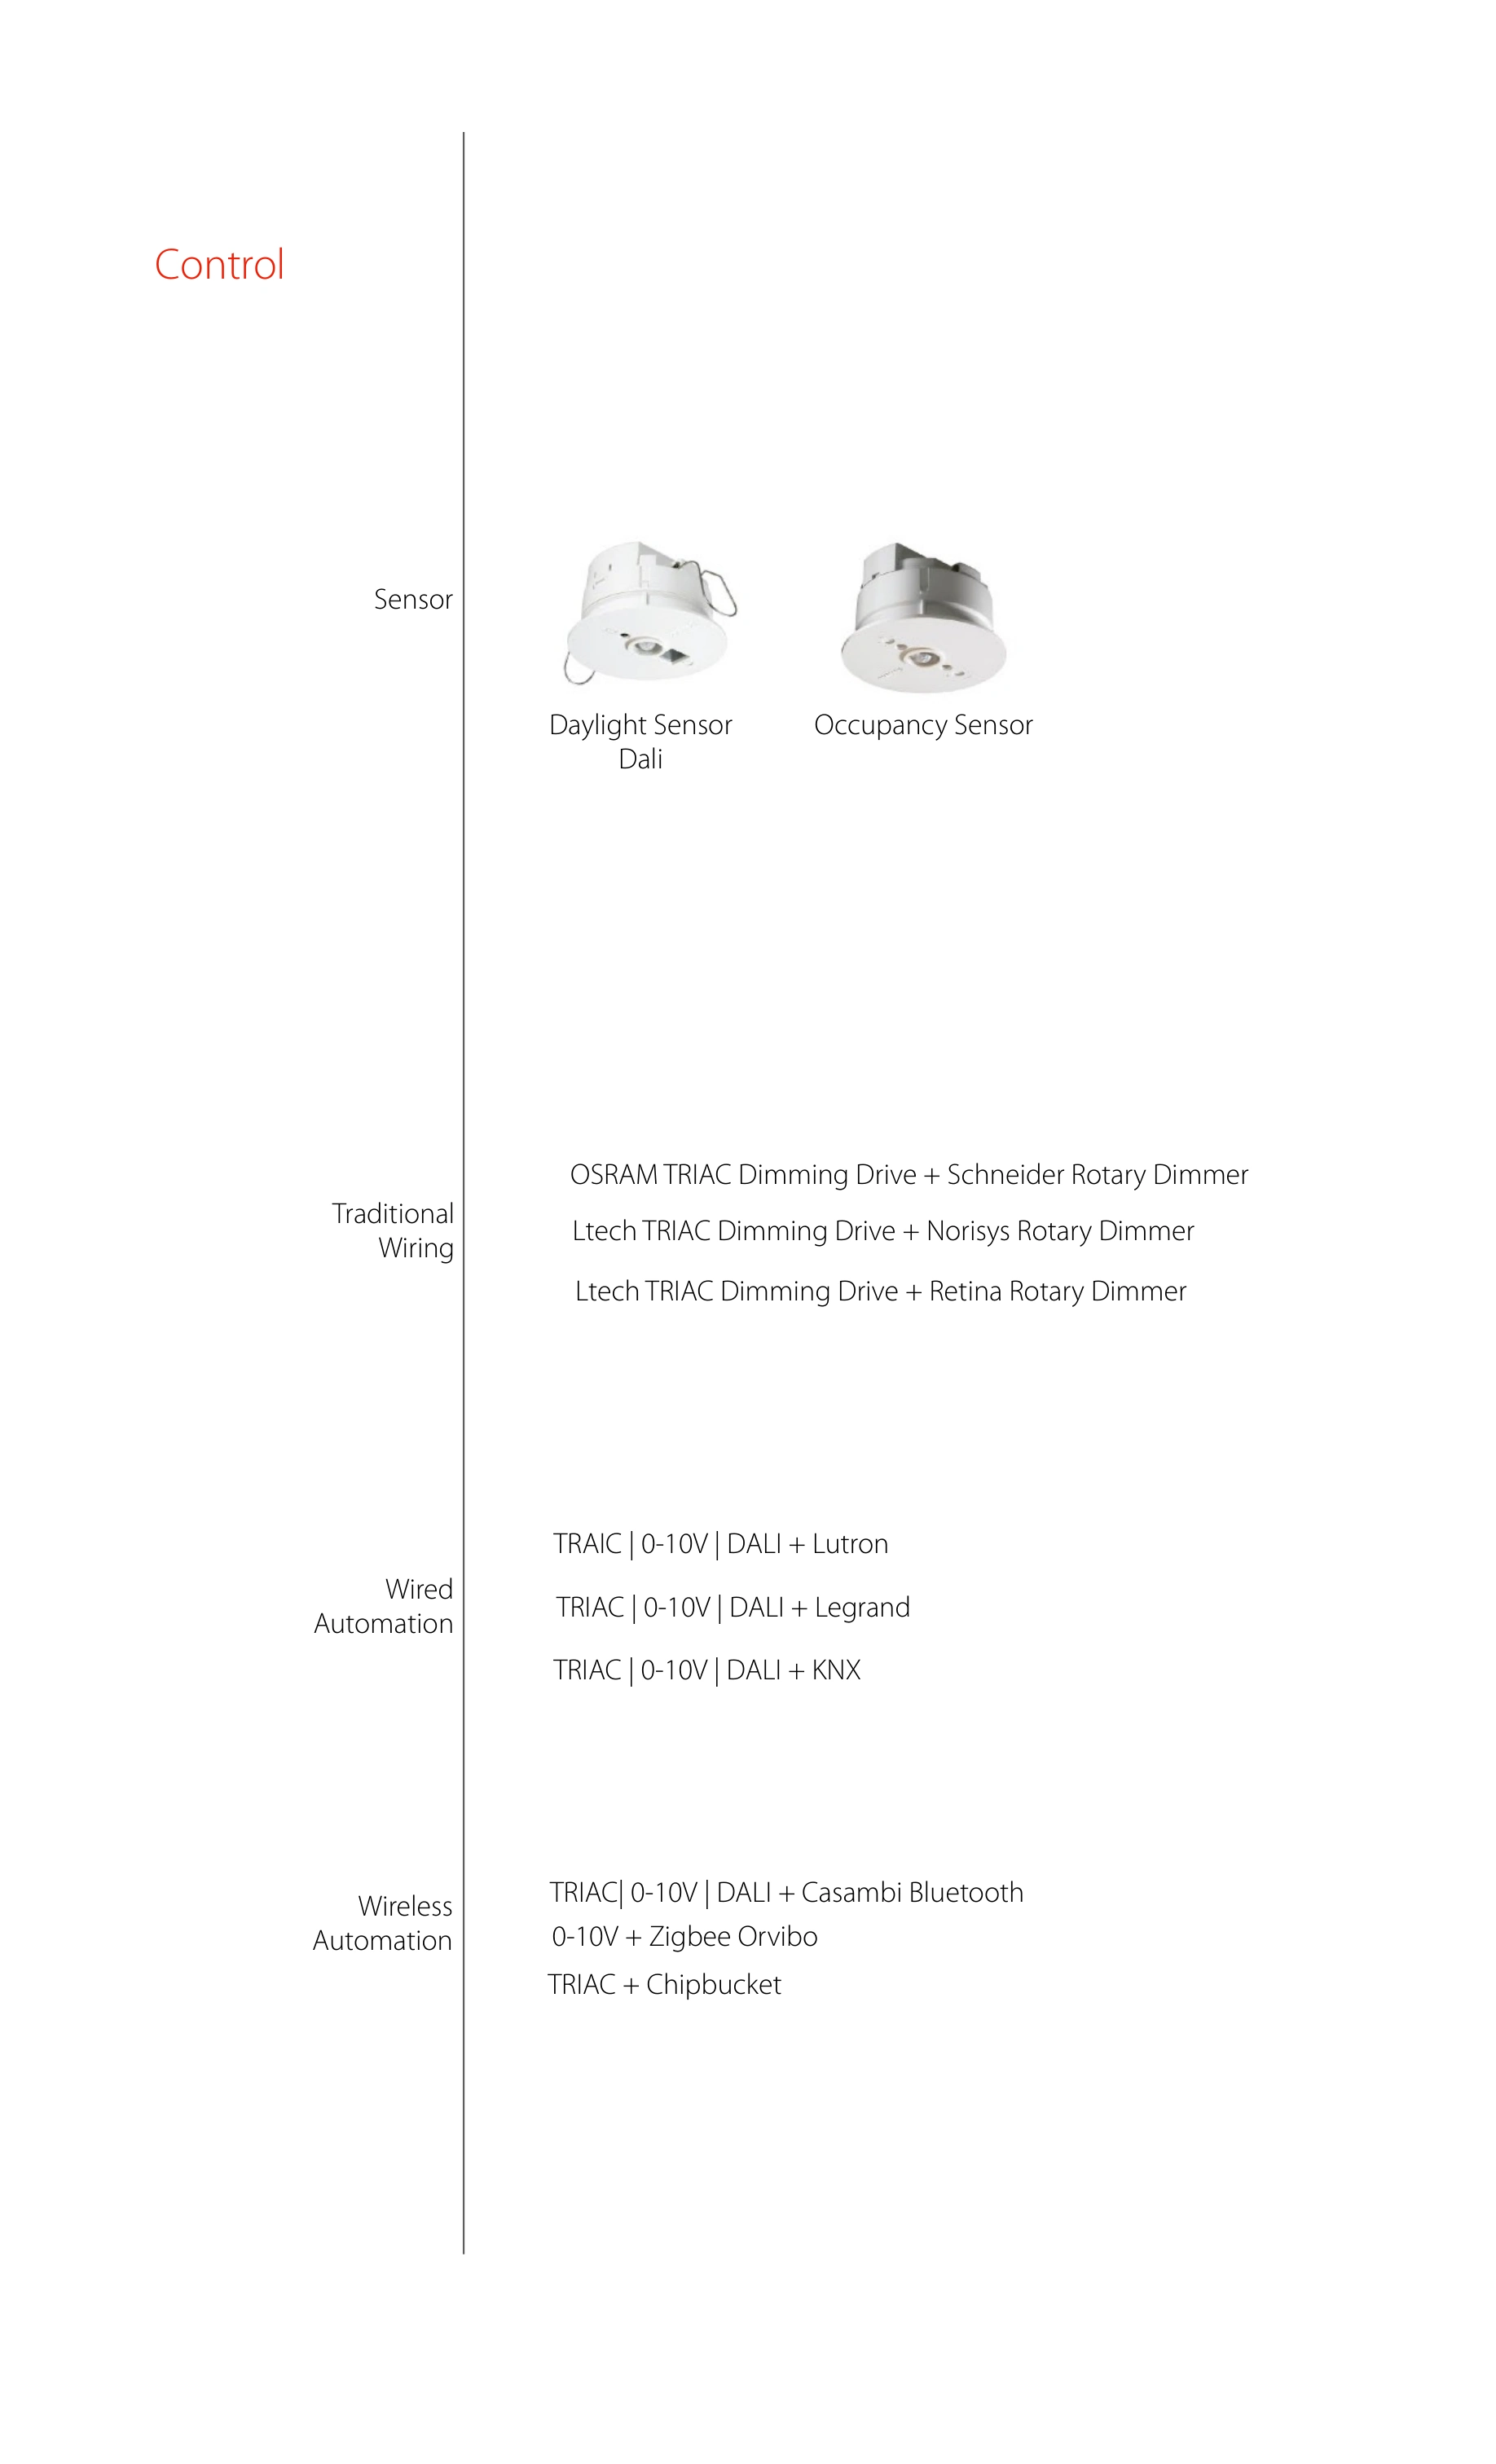 Control
Sensor
Daylight Sensor
Dali
Occupancy Sensor
Traditional
Wiring
OSRAM TRIAC Dimming Drive + Schneider Rotary Dimmer
Ltech TRIAC Dimming Drive + Norisys Rotary Dimmer
Ltech TRIAC Dimming Drive + Retina Rotary Dimmer
Wired
Automation
TRAIC | 0-10V | DALI + Lutron
TRIAC | 0-10V | DALI + Legrand
TRIAC | 0-10V | DALI + KNX
Wireless
Automation
TRIAC| 0-10V | DALI + Casambi Bluetooth
0-10V + Zigbee Orvibo
TRIAC + Chipbucket